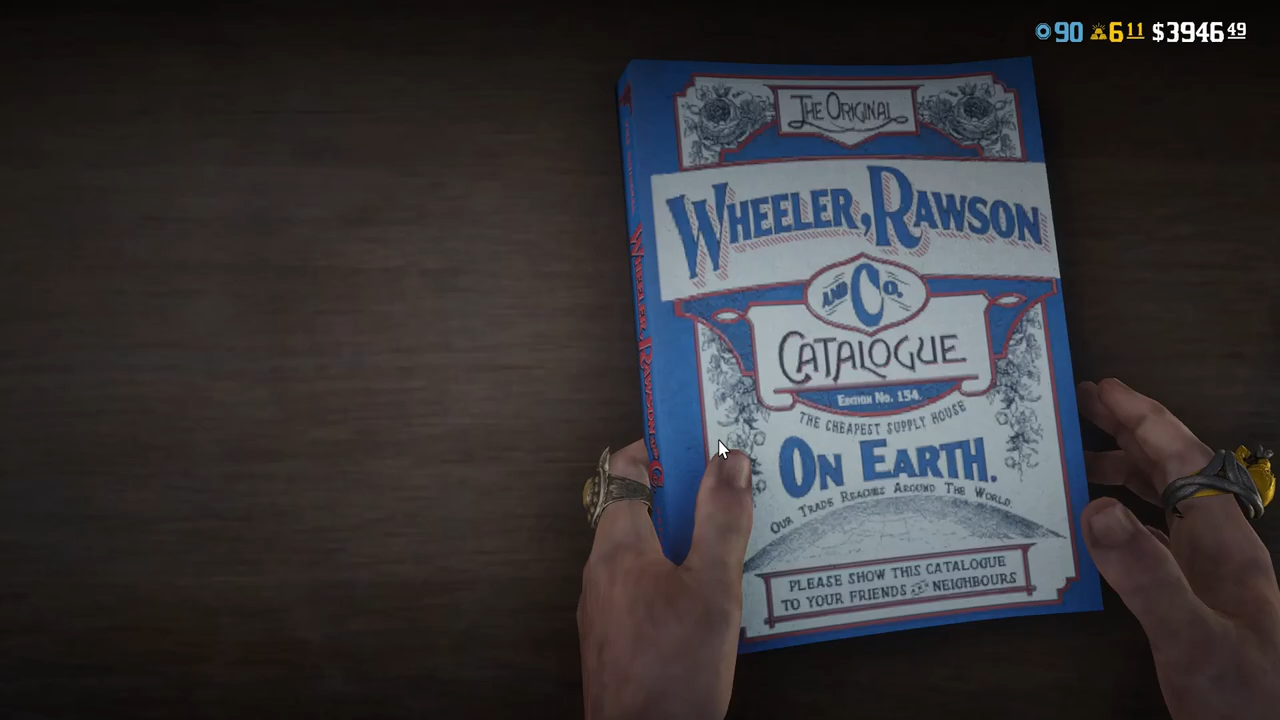 90 6 11 $3946 49
THE ORIGINAL
WHEELER, RAWSON
AND CO.
CATALOGUE
EDITION No. 154.
THE CHEAPEST SUPPLY HOUSE
ON EARTH.
OUR TRADE REACHES AROUND THE WORLD.
PLEASE SHOW THIS CATALOGUE
TO YOUR FRIENDS AND NEIGHBOURS
WHEELER, RAWSON & Co